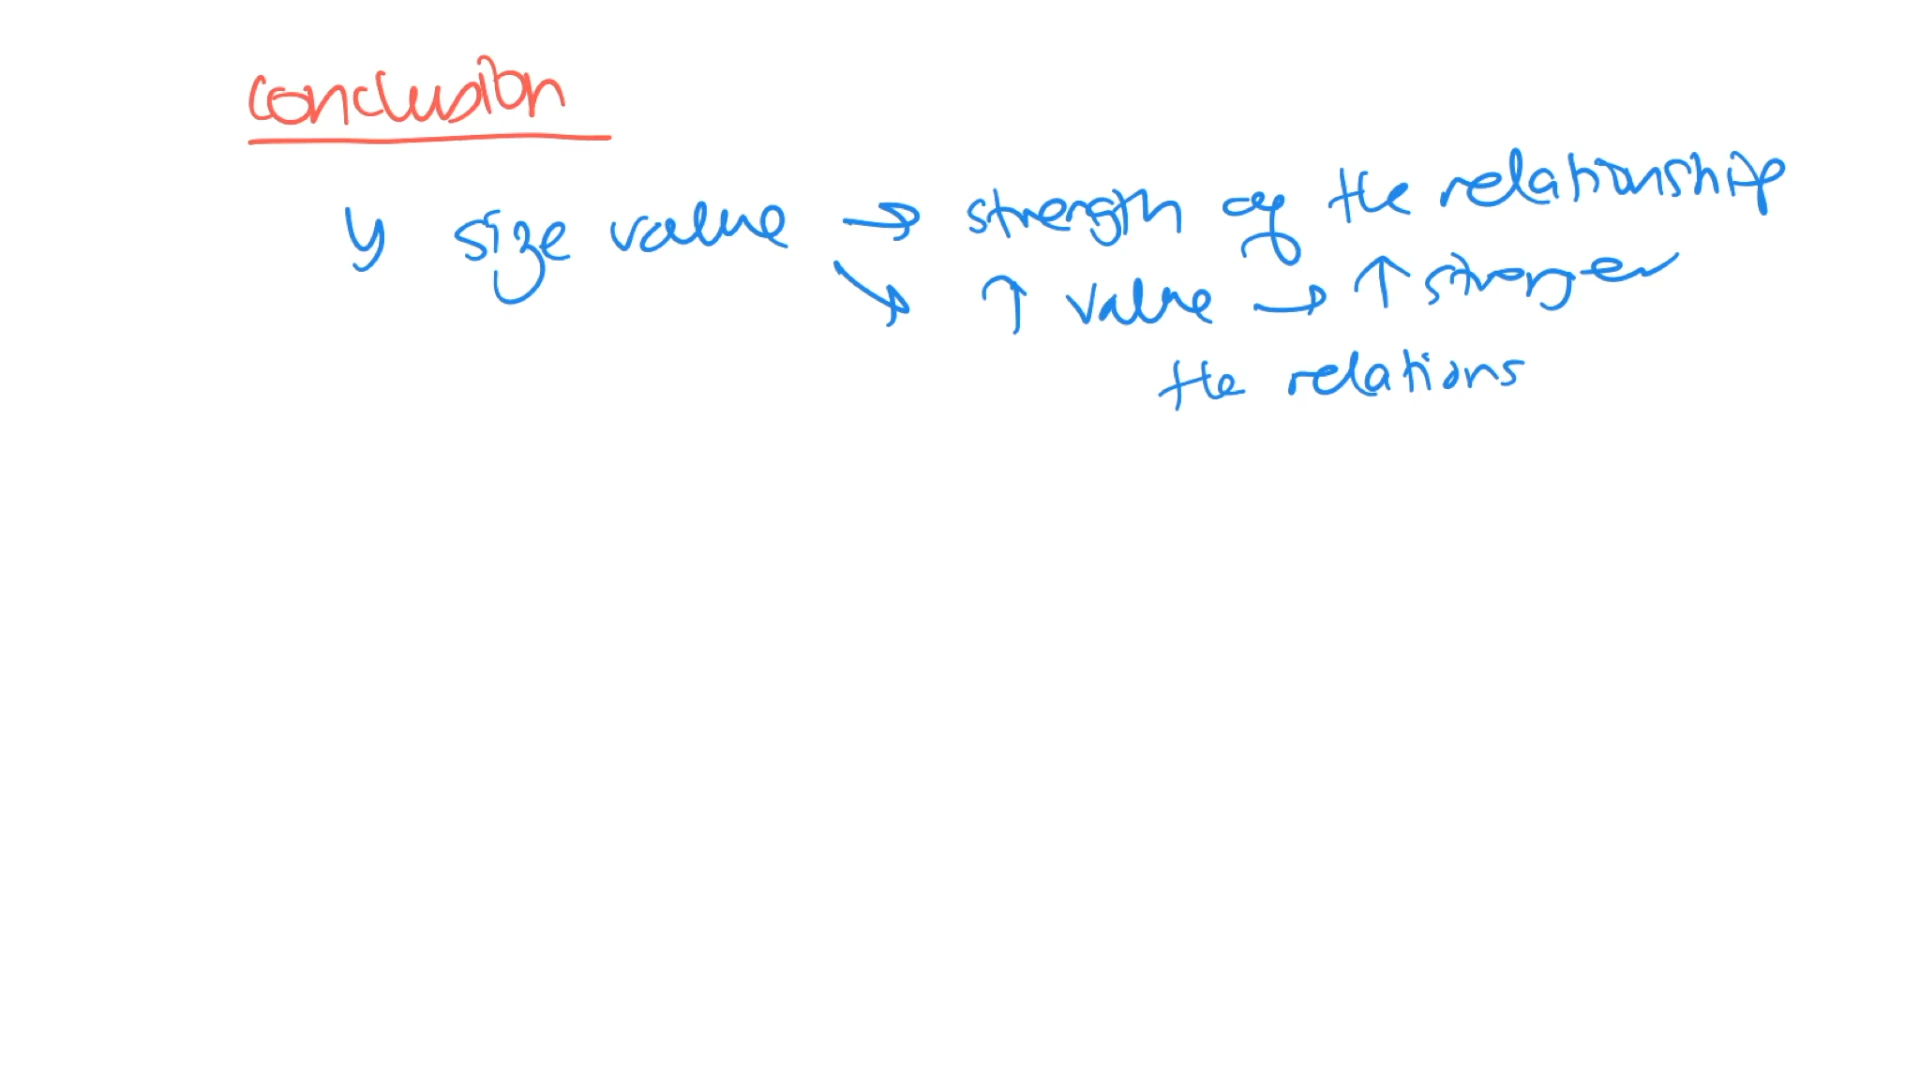 conclusion
y size value → strength of the relationship
↘ ↑ value → ↑ stronger
the relations